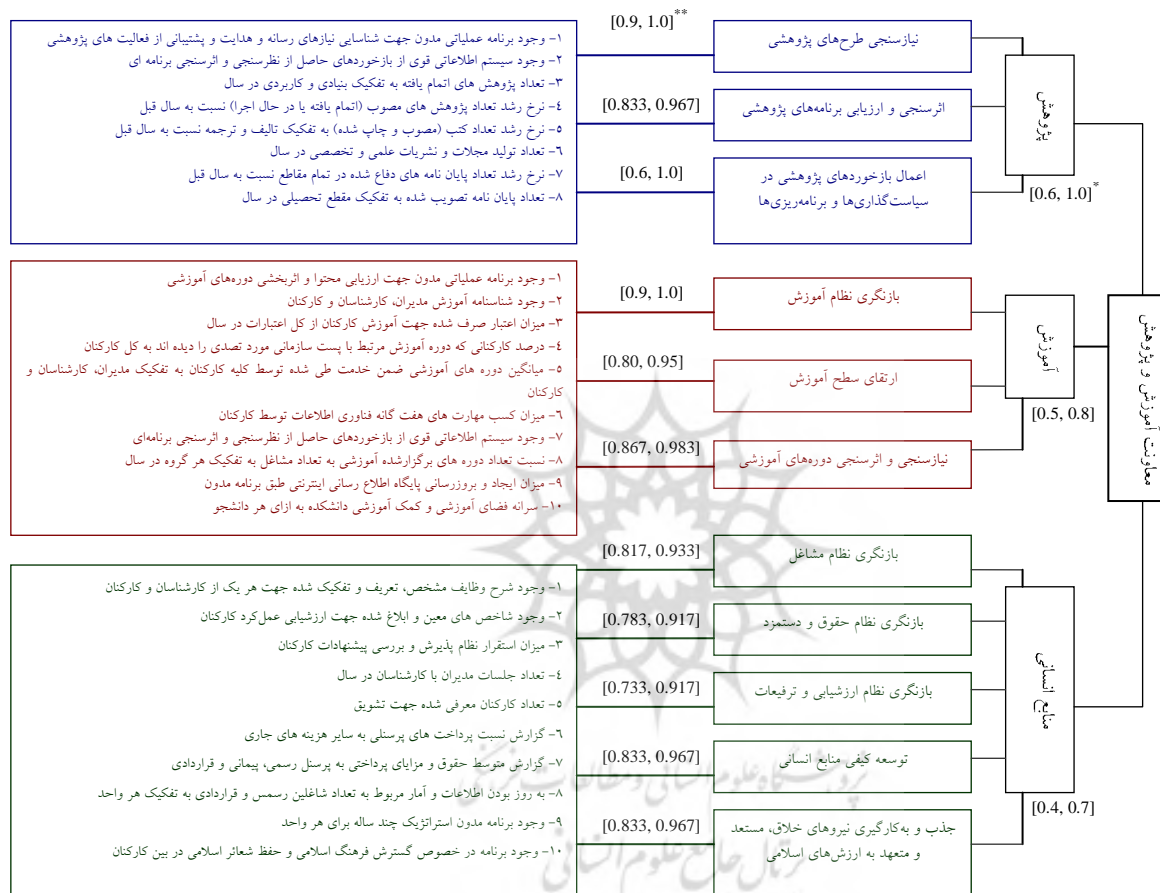 معاونت آموزش و پژوهش
پژوهش
[0.6, 1.0]*
نیازسنجی طرح‌های پژوهشی
[0.9, 1.0]**
اثرسنجی و ارزیابی برنامه‌های پژوهشی
[0.833, 0.967]
اعمال بازخوردهای پژوهشی در
سیاست‌گذاری‌ها و برنامه‌ریزی‌ها
[0.6, 1.0]
۱- وجود برنامه عملیاتی مدون جهت شناسایی نیازهای رسانه و هدایت و پشتیبانی از فعالیت های پژوهشی
۲- وجود سیستم اطلاعاتی قوی از بازخوردهای حاصل از نظرسنجی و اثرسنجی برنامه ای
۳- تعداد پژوهش های اتمام یافته به تفکیک بنیادی و کاربردی در سال
۴- نرخ رشد تعداد پژوهش های مصوب (اتمام یافته یا در حال اجرا) نسبت به سال قبل
۵- نرخ رشد تعداد کتب (مصوب و چاپ شده) به تفکیک تالیف و ترجمه نسبت به سال قبل
۶- تعداد تولید مجلات و نشریات علمی و تخصصی در سال
۷- نرخ رشد تعداد پایان نامه های دفاع شده در تمام مقاطع نسبت به سال قبل
۸- تعداد پایان نامه تصویب شده به تفکیک مقطع تحصیلی در سال
آموزش
[0.5, 0.8]
بازنگری نظام آموزش
[0.9, 1.0]
ارتقای سطح آموزش
[0.80, 0.95]
نیازسنجی و اثرسنجی دوره‌های آموزشی
[0.867, 0.983]
۱- وجود برنامه عملیاتی مدون جهت ارزیابی محتوا و اثربخشی دوره‌های آموزشی
۲- وجود شناسنامه آموزش مدیران، کارشناسان و کارکنان
۳- میزان اعتبار صرف شده جهت آموزش کارکنان از کل اعتبارات در سال
۴- درصد کارکنانی که دوره آموزش مرتبط با پست سازمانی مورد تصدی را دیده اند به کل کارکنان
۵- میانگین دوره های آموزشی ضمن خدمت طی شده توسط کلیه کارکنان به تفکیک مدیران، کارشناسان و
کارکنان
۶- میزان کسب مهارت های هفت گانه فناوری اطلاعات توسط کارکنان
۷- وجود سیستم اطلاعاتی قوی از بازخوردهای حاصل از نظرسنجی و اثرسنجی برنامه‌ای
۸- نسبت تعداد دوره های برگزارشده آموزشی به تعداد مشاغل به تفکیک هر گروه در سال
۹- میزان ایجاد و بروزرسانی پایگاه اطلاع رسانی اینترنتی طبق برنامه مدون
۱۰- سرانه فضای آموزشی و کمک آموزشی دانشکده به ازای هر دانشجو
منابع انسانی
[0.4, 0.7]
بازنگری نظام مشاغل
[0.817, 0.933]
بازنگری نظام حقوق و دستمزد
[0.783, 0.917]
بازنگری نظام ارزشیابی و ترفیعات
[0.733, 0.917]
توسعه کیفی منابع انسانی
[0.833, 0.967]
جذب و به‌کارگیری نیروهای خلاق، مستعد
و متعهد به ارزش‌های اسلامی
[0.833, 0.967]
۱- وجود شرح وظایف مشخص، تعریف و تفکیک شده جهت هر یک از کارشناسان و کارکنان
۲- وجود شاخص های معین و ابلاغ شده جهت ارزشیابی عمل‌کرد کارکنان
۳- میزان استقرار نظام پذیرش و بررسی پیشنهادات کارکنان
۴- تعداد جلسات مدیران با کارشناسان در سال
۵- تعداد کارکنان معرفی شده جهت تشویق
۶- گزارش نسبت پرداخت های پرسنلی به سایر هزینه های جاری
۷- گزارش متوسط حقوق و مزایای پرداختی به پرسنل رسمی، پیمانی و قراردادی
۸- به روز بودن اطلاعات و آمار مربوط به تعداد شاغلین رسمس و قراردادی به تفکیک هر واحد
۹- وجود برنامه مدون استراتژیک چند ساله برای هر واحد
۱۰- وجود برنامه در خصوص گسترش فرهنگ اسلامی و حفظ شعائر اسلامی در بین کارکنان
پژوهشگاه علوم انسانی و مطالعات فرهنگی
پرتال جامع علوم انسانی